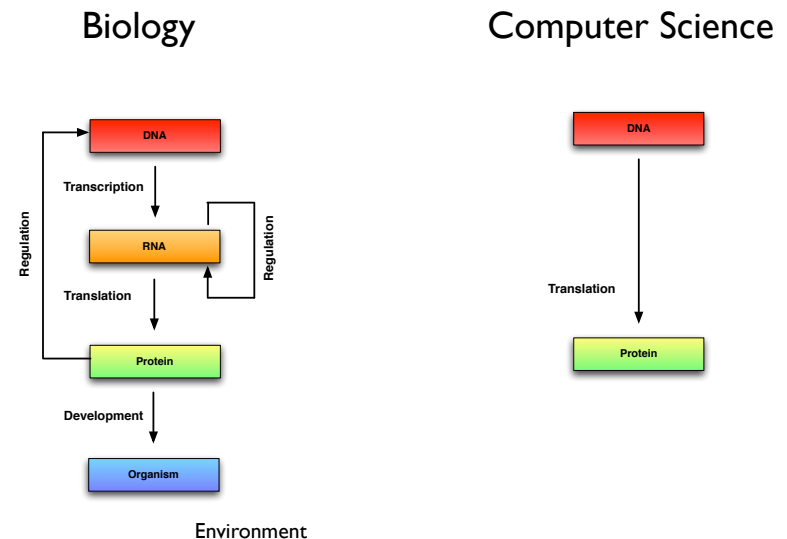 Biology
Computer Science
DNA
Transcription
Regulation
RNA
Regulation
Translation
Protein
Development
Organism
Environment
DNA
Translation
Protein